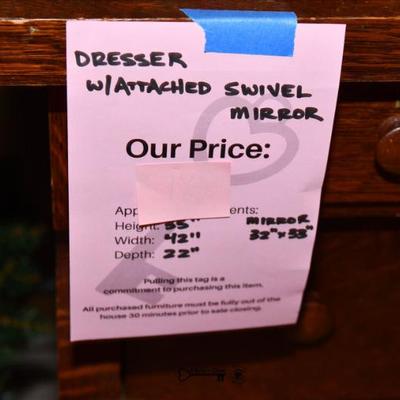 DRESSER
W/ATTACHED SWIVEL
MIRROR
Our Price:
Height: 35"
Width: 42"
Depth: 22"
MIRROR
32" x 38"
Pulling this tag is a
commitment to purchasing this item.
All purchased furniture must be fully out of the
house 30 minutes prior to sale closing.